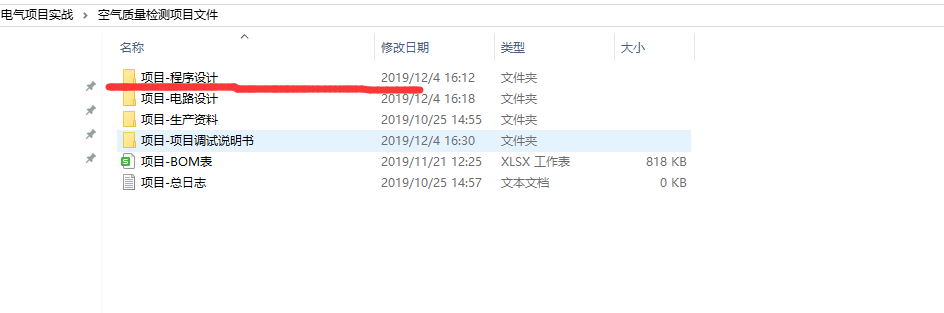 电气项目实战 › 空气质量检测项目文件
名称 修改日期 类型 大小
项目-程序设计 2019/12/4 16:12 文件夹
项目-电路设计 2019/12/4 16:18 文件夹
项目-生产资料 2019/10/25 14:55 文件夹
项目-项目调试说明书 2019/12/4 16:30 文件夹
项目-BOM表 2019/11/21 12:25 XLSX 工作表 818 KB
项目-总日志 2019/10/25 14:57 文本文档 0 KB